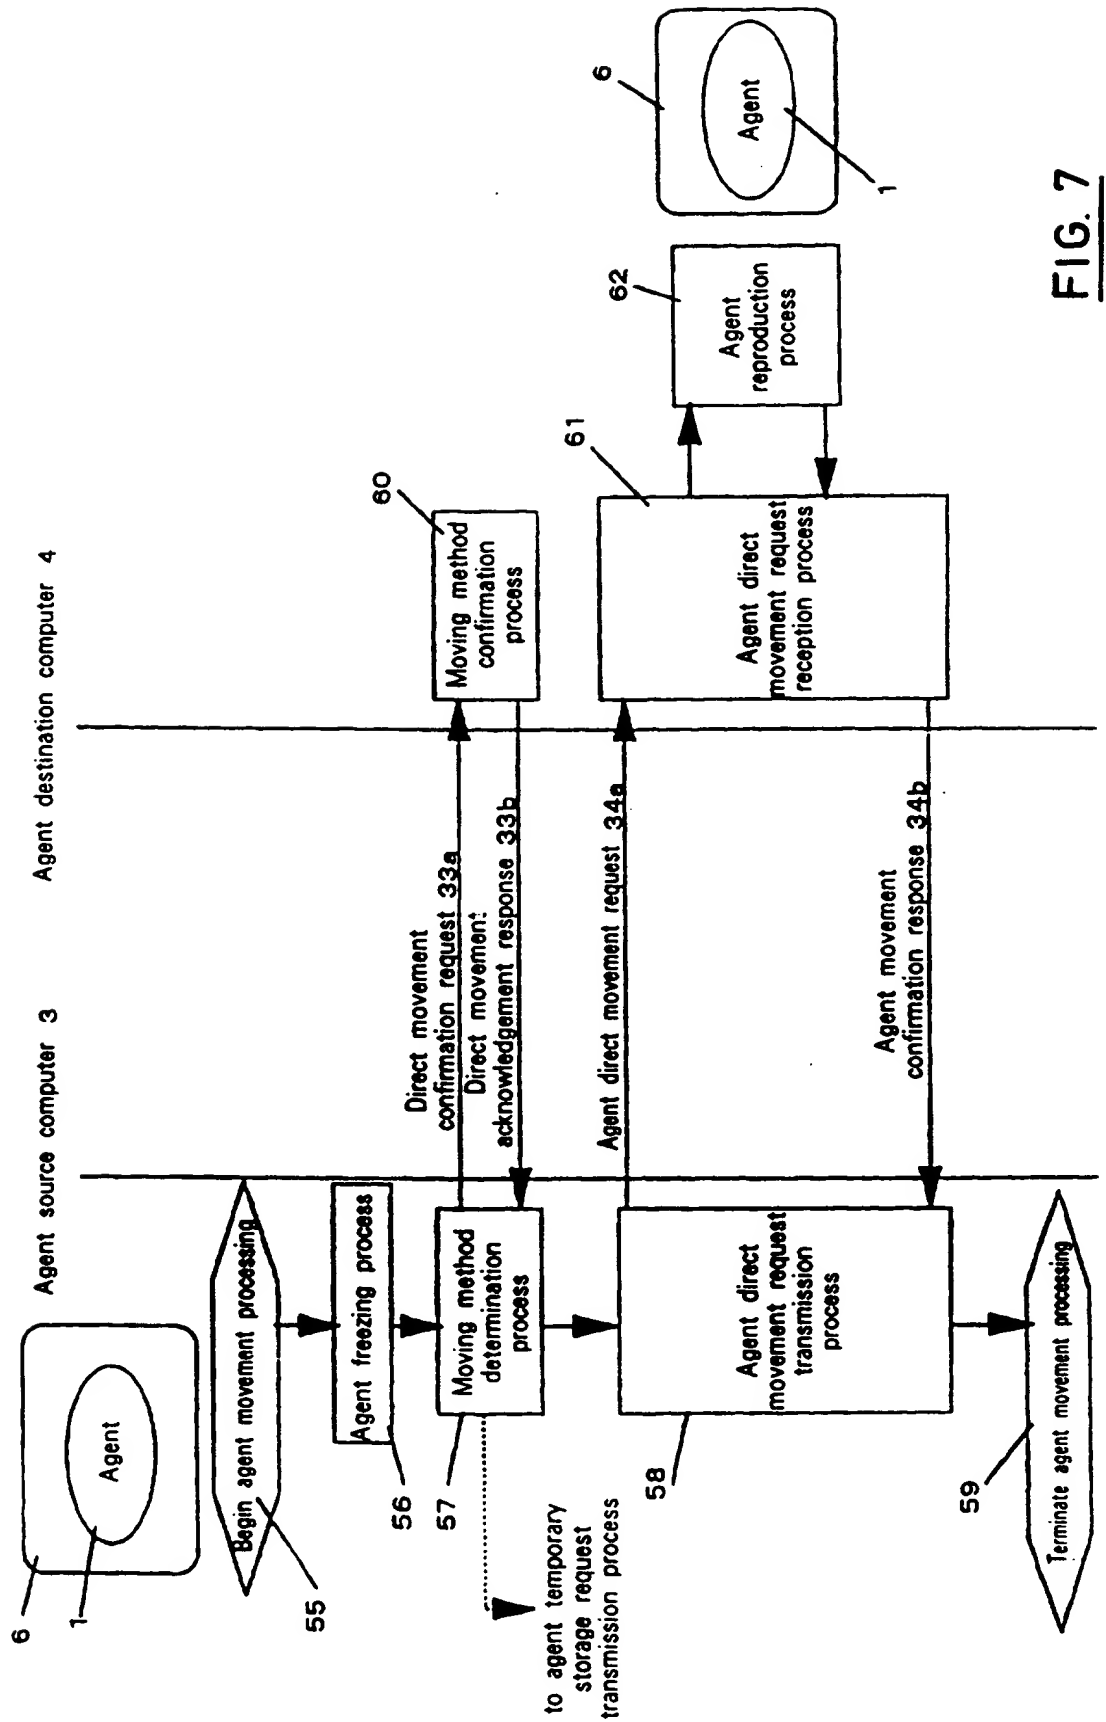 Agent source computer 3
Agent destination computer 4
6
1
Agent
Begin agent movement processing
55
Agent freezing process
56
Moving method
determination
process
57
to agent temporary
storage request
transmission process
Direct movement
confirmation request 33a
Direct movement
acknowledgement response 33b
Moving method
confirmation
process
60
Agent direct
movement request
transmission
process
58
Agent direct movement request 34a
Agent movement
confirmation response 34b
Agent direct
movement request
reception process
61
Agent
reproduction
process
62
6
Agent
1
Terminate agent movement processing
59
FIG. 7